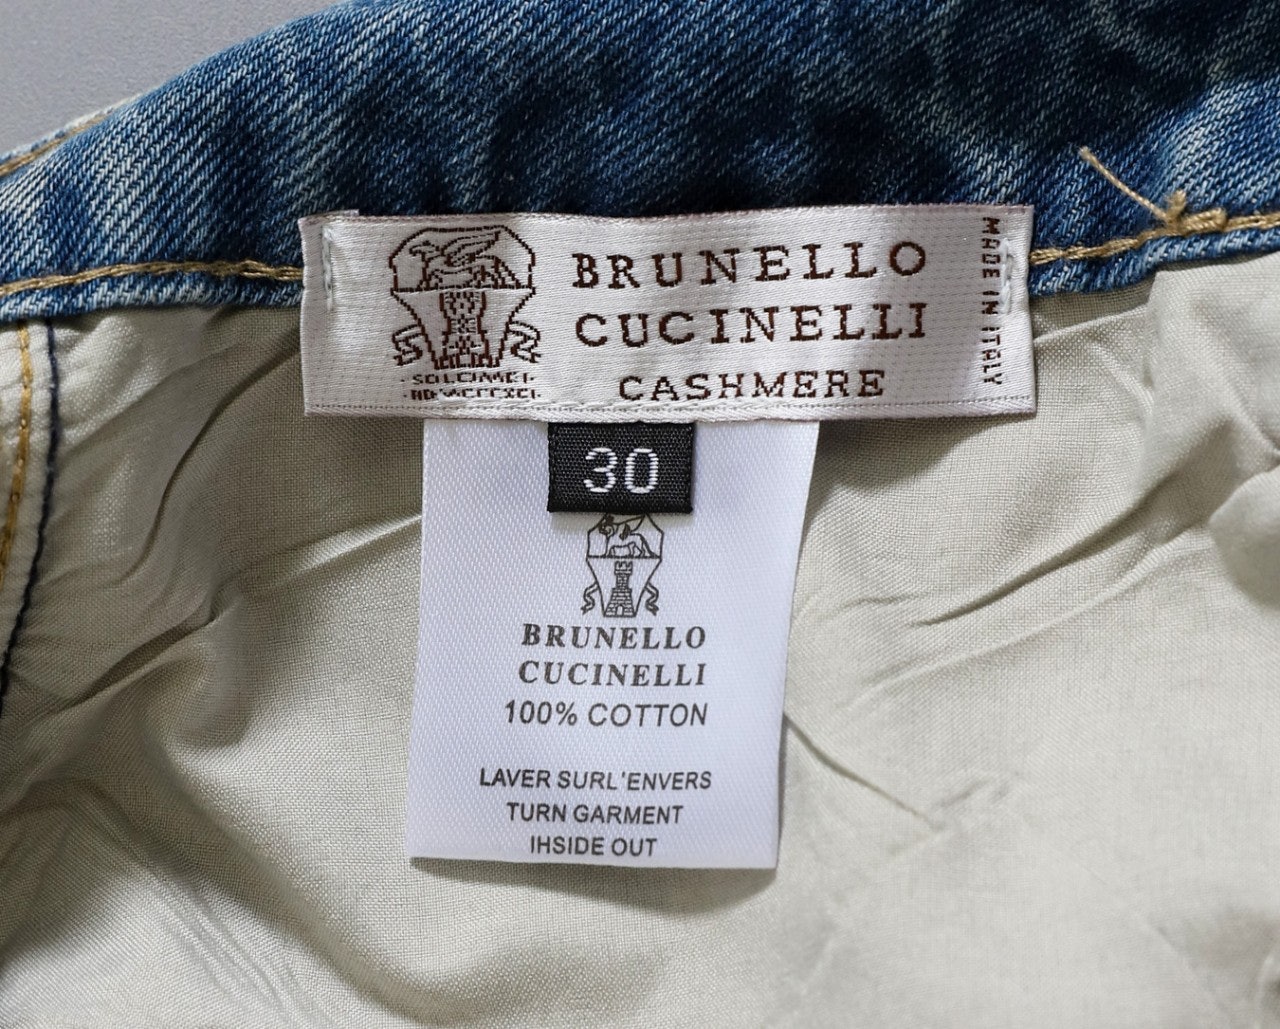 BRUNELLO
CUCINELLI
CASHMERE
MADE IN ITALY
30
BRUNELLO
CUCINELLI
100% COTTON
LAVER SURL'ENVERS
TURN GARMENT
IHSIDE OUT